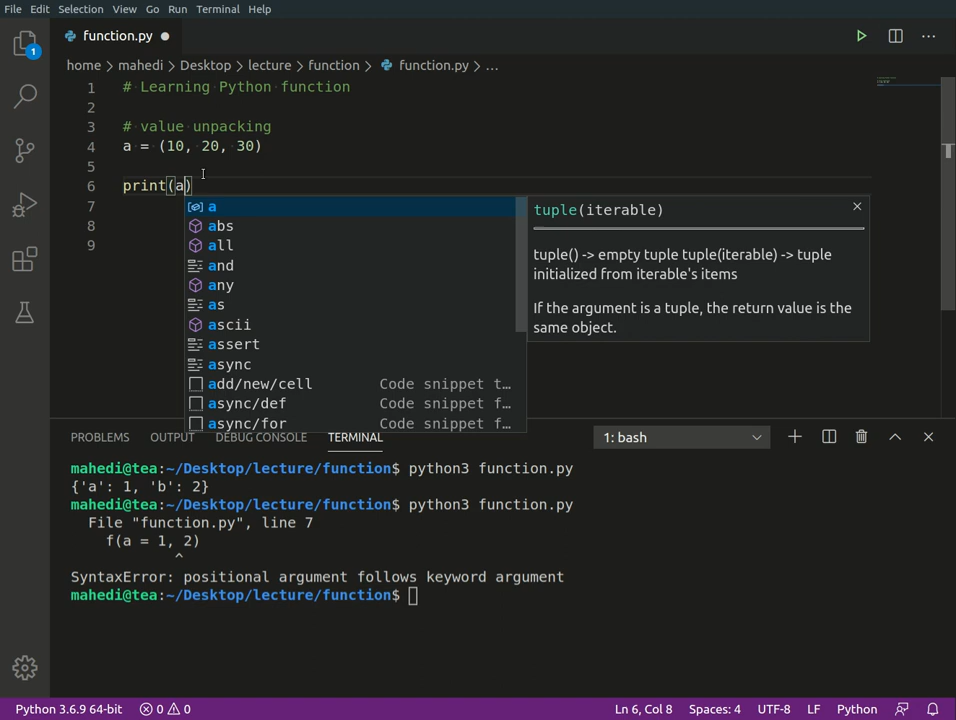 File Edit Selection View Go Run Terminal Help
function.py
1
home > mahedi > Desktop > lecture > function > function.py > ...
1 # Learning Python function
2
3 # value unpacking
4 a = (10, 20, 30)
5
6 print(a)
7
8
9
a
abs
all
and
any
as
ascii
assert
async
add/new/cell Code snippet t...
async/def Code snippet f...
async/for Code snippet f...
tuple(iterable)
tuple() -> empty tuple tuple(iterable) -> tuple
initialized from iterable's items
If the argument is a tuple, the return value is the
same object.
PROBLEMS OUTPUT DEBUG CONSOLE TERMINAL 1: bash
mahedi@tea:~/Desktop/lecture/function$ python3 function.py
{'a': 1, 'b': 2}
mahedi@tea:~/Desktop/lecture/function$ python3 function.py
File "function.py", line 7
f(a = 1, 2)
^
SyntaxError: positional argument follows keyword argument
mahedi@tea:~/Desktop/lecture/function$
Python 3.6.9 64-bit 0 0 Ln 6, Col 8 Spaces: 4 UTF-8 LF Python